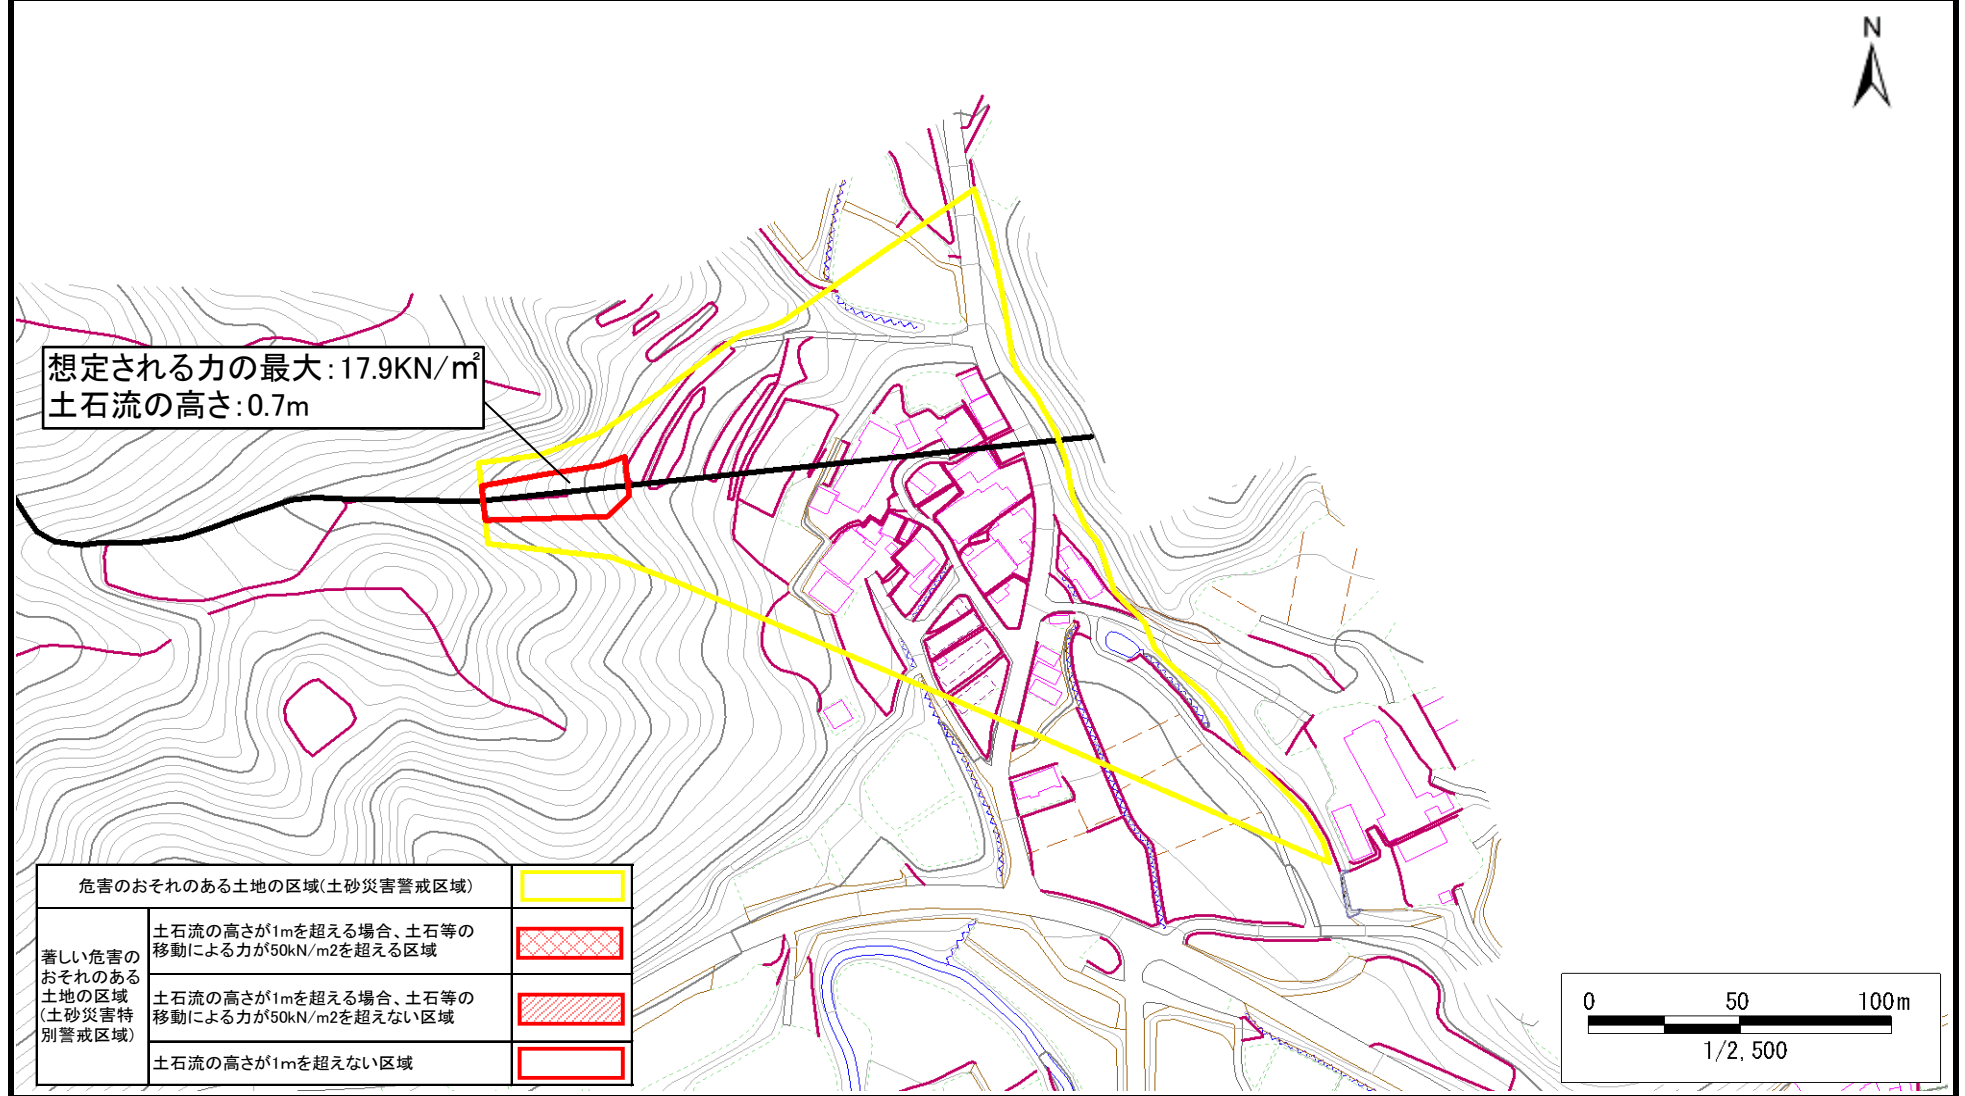 N
想定される力の最大：17.9KN/㎡
土石流の高さ：0.7m
危害のおそれのある土地の区域(土砂災害警戒区域)
著しい危害の
おそれのある
土地の区域
(土砂災害特
別警戒区域)
土石流の高さが1mを超える場合、土石等の
移動による力が50kN/m2を超える区域
土石流の高さが1mを超える場合、土石等の
移動による力が50kN/m2を超えない区域
土石流の高さが1mを超えない区域
0 50 100m
1/2,500